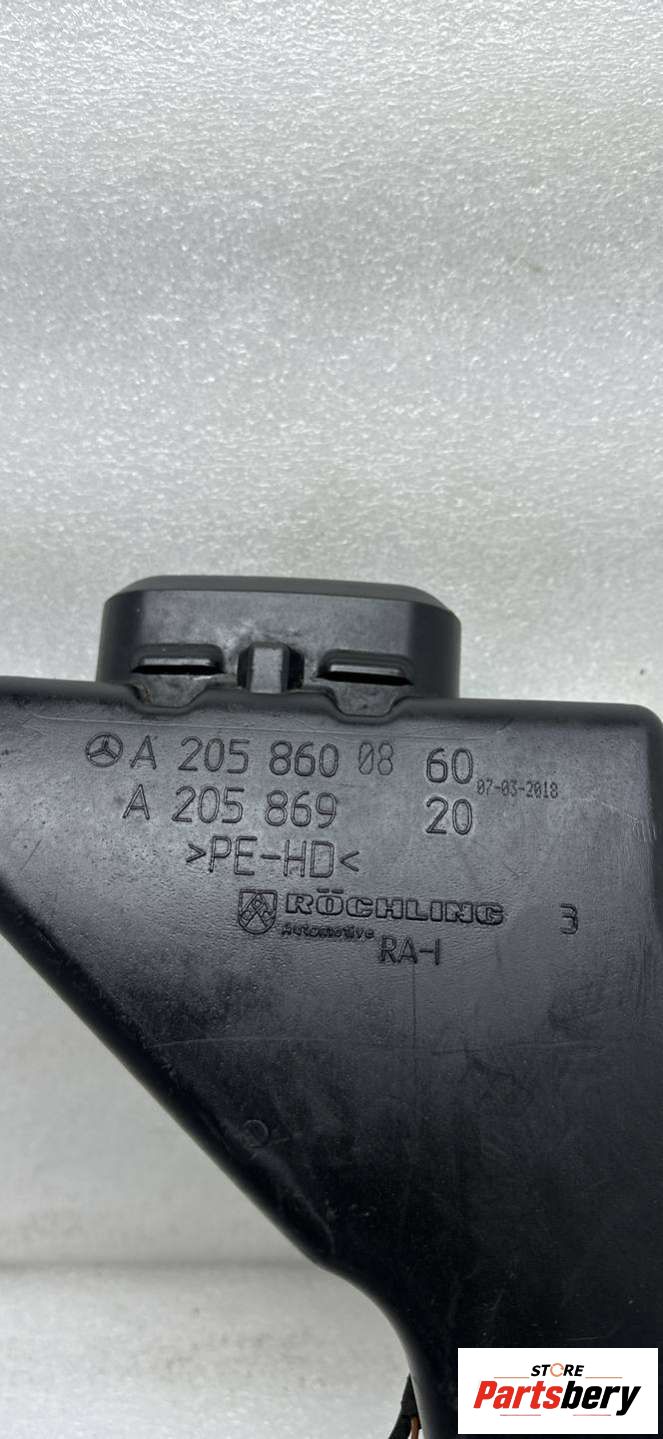 A 205 860 08 60 07-03-2018
A 205 869 20
>PE-HD<
RÖCHLING 3
Automotive RA-I
STORE
Partsbery